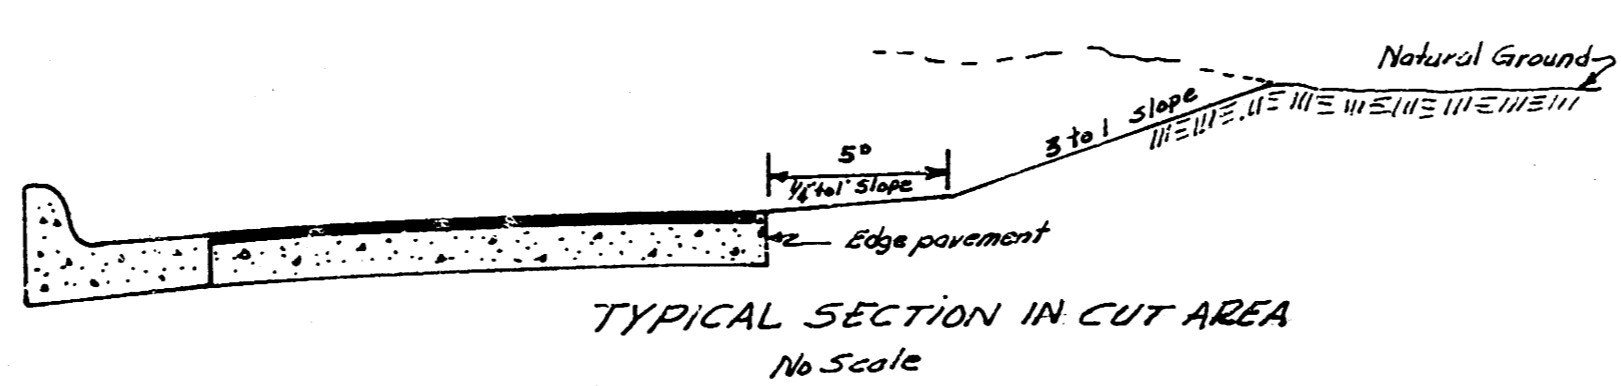 Natural Ground
3 to 1 slope
5⁰
¼" to 1' Slope
Edge pavement
TYPICAL SECTION IN CUT AREA
No Scale